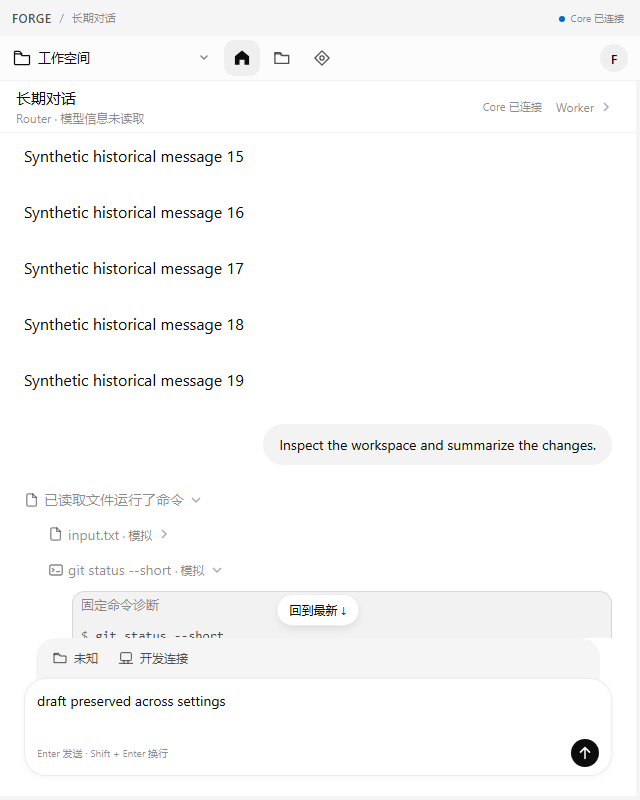 FORGE / 长期对话
Core 已连接
工作空间
F
长期对话
Router · 模型信息未读取
Core 已连接 Worker
Synthetic historical message 15
Synthetic historical message 16
Synthetic historical message 17
Synthetic historical message 18
Synthetic historical message 19
Inspect the workspace and summarize the changes.
已读取文件运行了命令
input.txt · 模拟
git status --short · 模拟
固定命令诊断
回到最新 ↓
$ git status --short
未知 开发连接
draft preserved across settings
Enter 发送 · Shift + Enter 换行